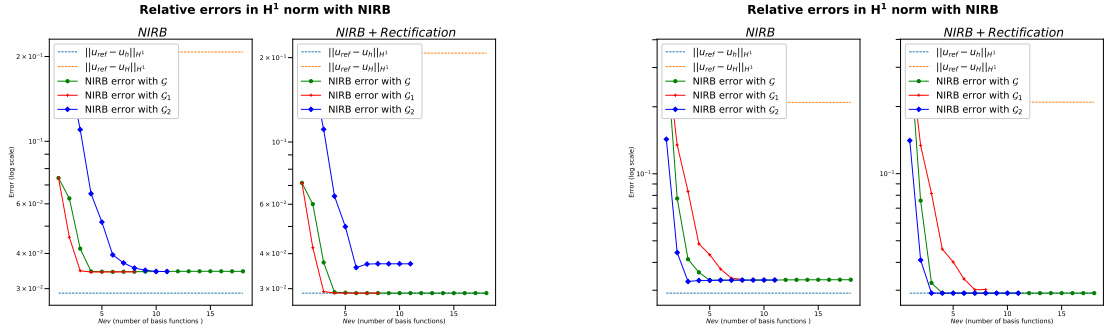 Relative errors in H¹ norm with NIRB
NIRB
NIRB + Rectification
||u_ref − u_h||_H¹
||u_ref − u_H||_H¹
NIRB error with 𝒢
NIRB error with 𝒢₁
NIRB error with 𝒢₂
||u_ref − u_h||_H¹
||u_ref − u_H||_H¹
NIRB error with 𝒢
NIRB error with 𝒢₁
NIRB error with 𝒢₂
Error (log scale)
2 × 10⁻¹
10⁻¹
6 × 10⁻²
4 × 10⁻²
3 × 10⁻²
2 × 10⁻¹
10⁻¹
6 × 10⁻²
4 × 10⁻²
3 × 10⁻²
5 10 15
5 10 15
Nev (number of basis functions )
Nev (number of basis functions)
Relative errors in H¹ norm with NIRB
NIRB
NIRB + Rectification
||u_ref − u_h||_H¹
||u_ref − u_H||_H¹
NIRB error with 𝒢
NIRB error with 𝒢₁
NIRB error with 𝒢₂
||u_ref − u_h||_H¹
||u_ref − u_H||_H¹
NIRB error with 𝒢
NIRB error with 𝒢₁
NIRB error with 𝒢₂
Error (log scale)
10⁻¹
10⁻¹
5 10 15
5 10 15
Nev (number of basis functions )
Nev (number of basis functions)